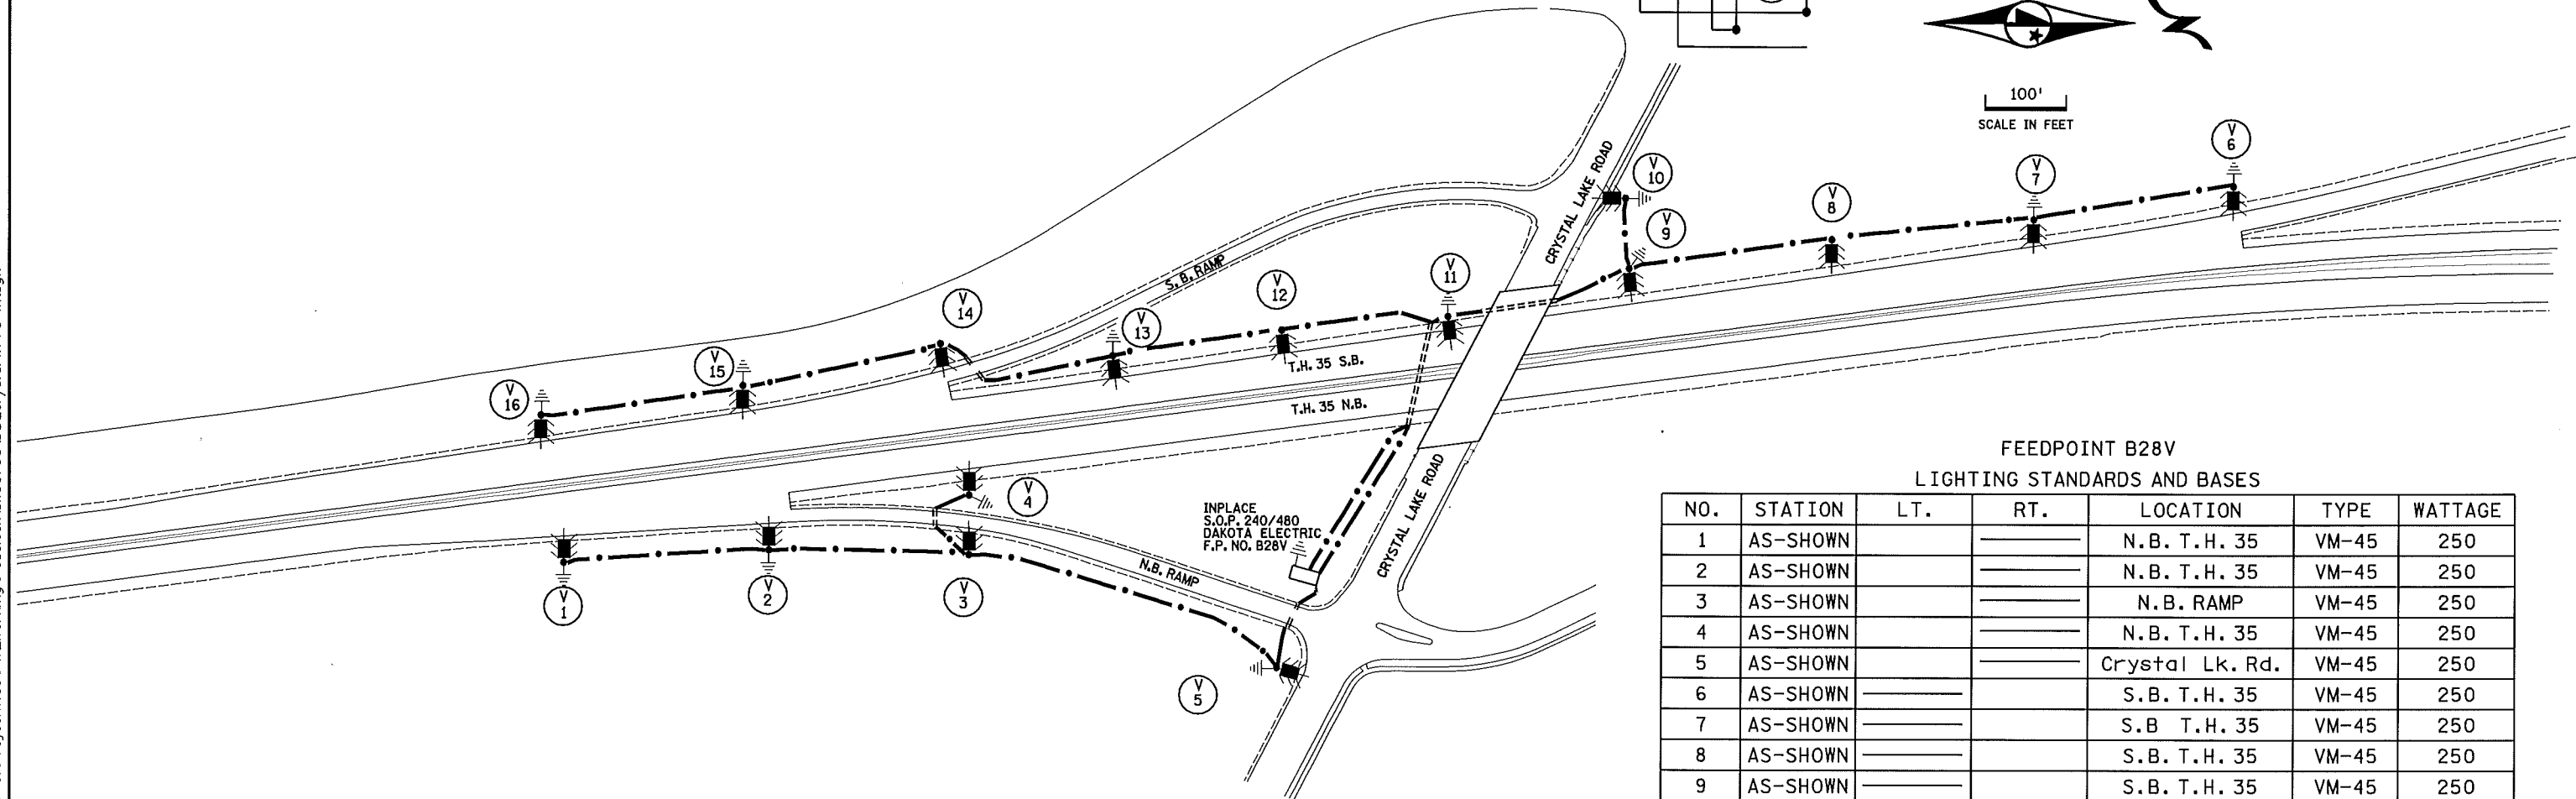 100'
SCALE IN FEET
V
6
V
7
V
8
V
10
V
9
CRYSTAL LAKE ROAD
V
11
V
12
V
13
V
14
V
15
V
16
S.B. RAMP
T.H. 35 S.B.
T.H. 35 N.B.
V
4
INPLACE
S.O.P. 240/480
DAKOTA ELECTRIC
F.P. NO. B28V
CRYSTAL LAKE ROAD
N.B. RAMP
V
1
V
2
V
3
V
5
FEEDPOINT B28V
LIGHTING STANDARDS AND BASES
NO. STATION LT. RT. LOCATION TYPE WATTAGE
1 AS-SHOWN N.B. T.H. 35 VM-45 250
2 AS-SHOWN N.B. T.H. 35 VM-45 250
3 AS-SHOWN N.B. RAMP VM-45 250
4 AS-SHOWN N.B. T.H. 35 VM-45 250
5 AS-SHOWN Crystal Lk. Rd. VM-45 250
6 AS-SHOWN S.B. T.H. 35 VM-45 250
7 AS-SHOWN S.B T.H. 35 VM-45 250
8 AS-SHOWN S.B. T.H. 35 VM-45 250
9 AS-SHOWN S.B. T.H. 35 VM-45 250